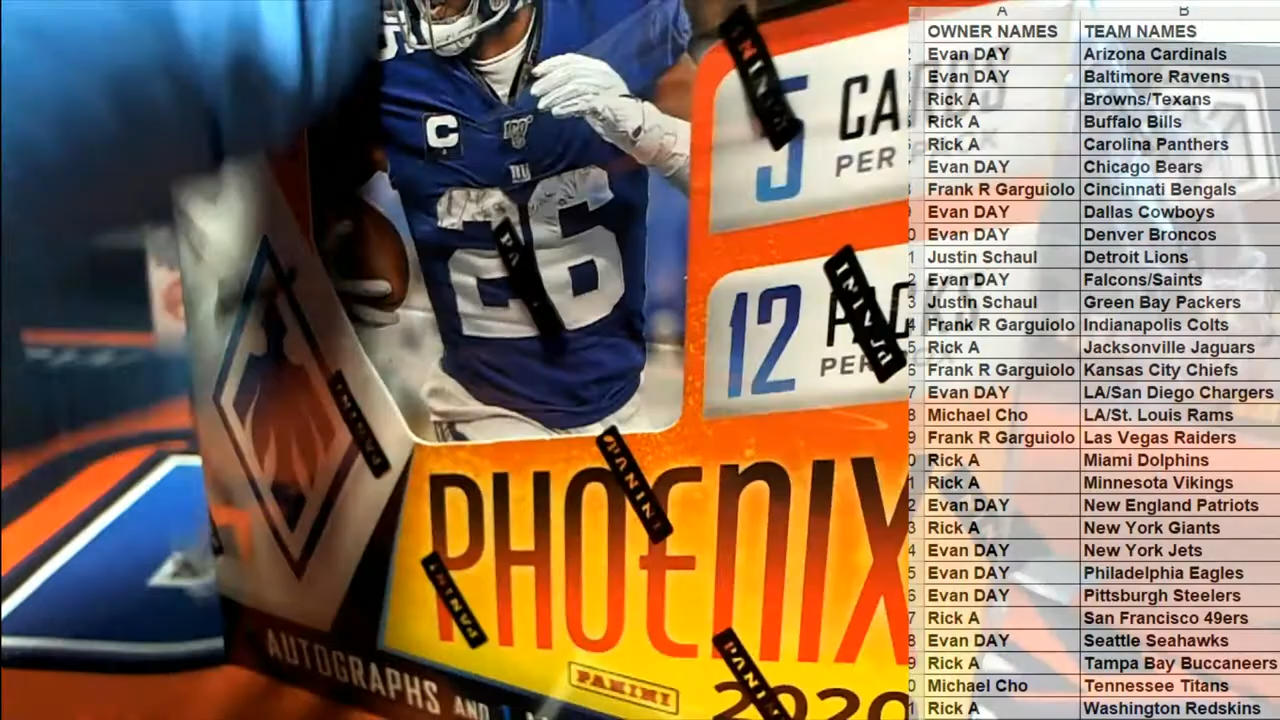 C
NY
26
5 CA
PER
12
PER
PANINI
PANINI
PANINI
PANINI
PANINI
PANINI
PHOENIX
AUTOGRAPHS AND
PANINI
2020
A B
OWNER NAMES TEAM NAMES
Evan DAY Arizona Cardinals
Evan DAY Baltimore Ravens
Rick A Browns/Texans
Rick A Buffalo Bills
Rick A Carolina Panthers
Evan DAY Chicago Bears
Frank R Garguiolo Cincinnati Bengals
Evan DAY Dallas Cowboys
Evan DAY Denver Broncos
Justin Schaul Detroit Lions
Evan DAY Falcons/Saints
Justin Schaul Green Bay Packers
Frank R Garguiolo Indianapolis Colts
Rick A Jacksonville Jaguars
Frank R Garguiolo Kansas City Chiefs
Evan DAY LA/San Diego Chargers
Michael Cho LA/St. Louis Rams
Frank R Garguiolo Las Vegas Raiders
Rick A Miami Dolphins
Rick A Minnesota Vikings
Evan DAY New England Patriots
Rick A New York Giants
Evan DAY New York Jets
Evan DAY Philadelphia Eagles
Evan DAY Pittsburgh Steelers
Rick A San Francisco 49ers
Evan DAY Seattle Seahawks
Rick A Tampa Bay Buccaneers
Michael Cho Tennessee Titans
Rick A Washington Redskins